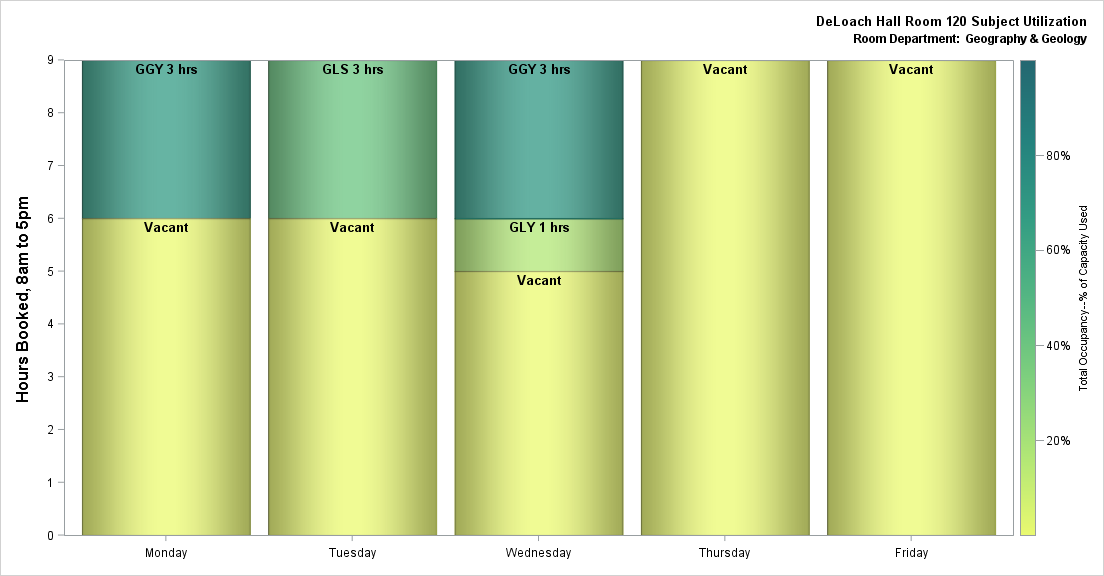 DeLoach Hall Room 120 Subject Utilization
Room Department: Geography & Geology
Hours Booked, 8am to 5pm
9
8
7
6
5
4
3
2
1
0
GGY 3 hrs
Vacant
GLS 3 hrs
Vacant
GGY 3 hrs
GLY 1 hrs
Vacant
Vacant
Vacant
Monday
Tuesday
Wednesday
Thursday
Friday
80%
60%
40%
20%
Total Occupancy--% of Capacity Used